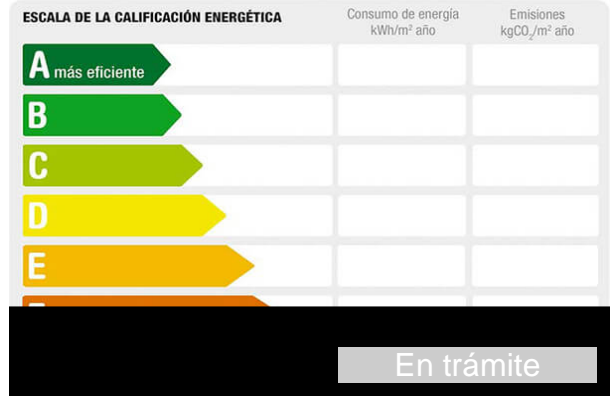 ESCALA DE LA CALIFICACIÓN ENERGÉTICA
Consumo de energía
kWh/m² año
Emisiones
kgCO₂/m² año
A más eficiente
B
C
D
E
En trámite